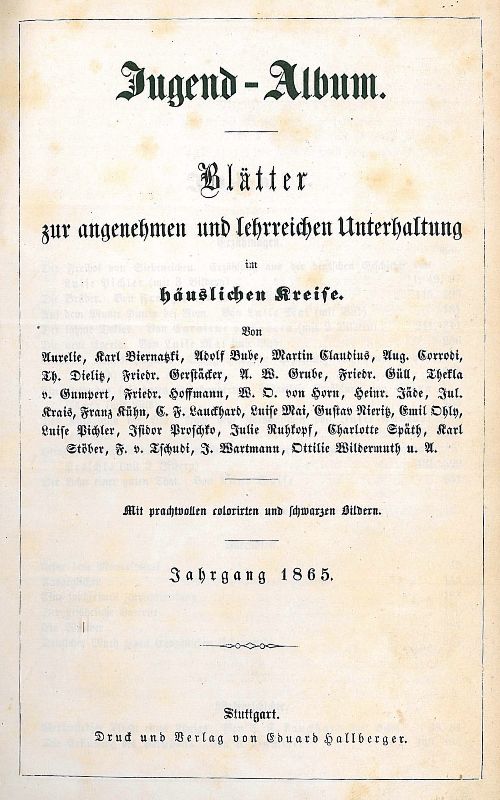 Jugend-Album.
Blätter
zur angenehmen und lehrreichen Unterhaltung
im
häuslichen Kreise.
Von
Aurelie, Karl Biernatzki, Adolf Bube, Martin Claudius, Aug. Corrodi,
Th. Dielitz, Friedr. Gerstäcker, A. W. Grube, Friedr. Güll, Thekla
v. Gumpert, Friedr. Hoffmann, W. O. von Horn, Heinr. Jäde, Jul.
Krais, Franz Kühn, C. F. Lauckhard, Luise Mai, Gustav Nieritz, Emil Ohly,
Luise Pichler, Isidor Proschko, Julie Ruhkopf, Charlotte Späth, Karl
Stöber, F. v. Tschudi, J. Wartmann, Ottilie Wildermuth u. A.
Mit prachtvollen colorirten und schwarzen Bildern.
Jahrgang 1865.
Stuttgart.
Druck und Verlag von Eduard Hallberger.